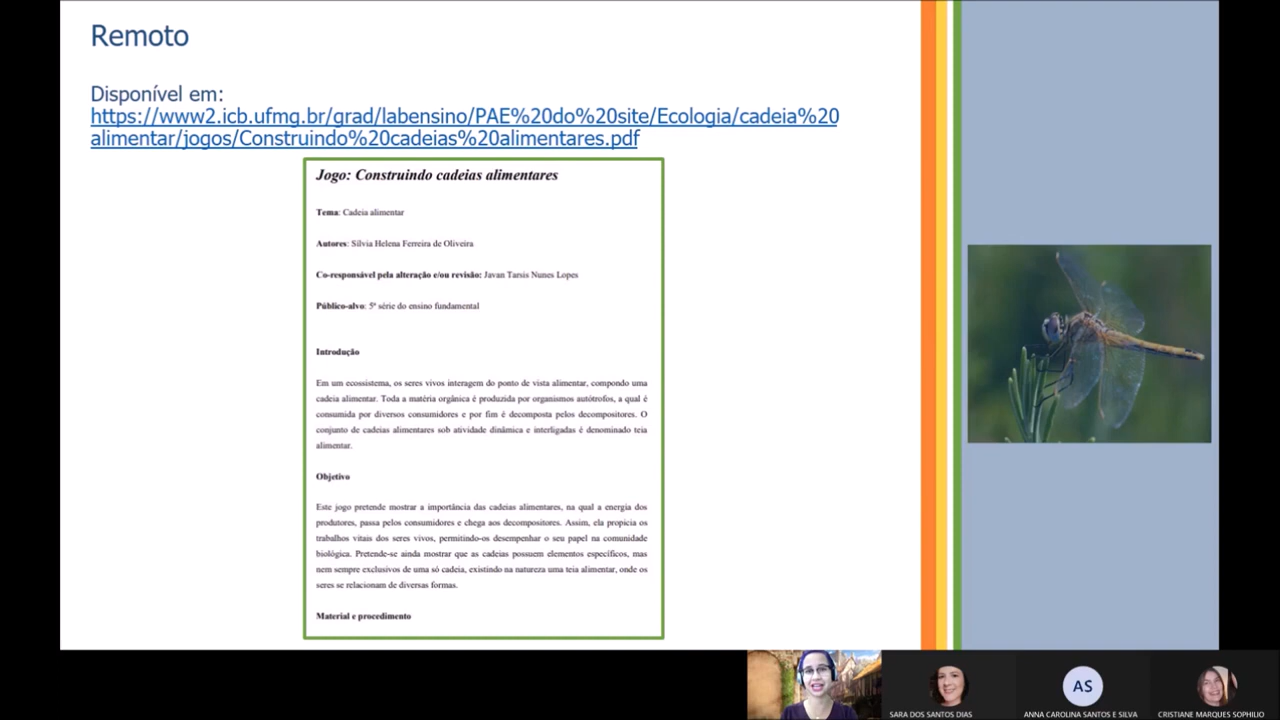 Remoto
Disponível em:
https://www2.icb.ufmg.br/grad/labensino/PAE%20do%20site/Ecologia/cadeia%20
alimentar/jogos/Construindo%20cadeias%20alimentares.pdf
Jogo: Construindo cadeias alimentares
Tema: Cadeia alimentar
Autores: Sílvia Helena Ferreira de Oliveira
Co-responsável pela alteração e/ou revisão: Javan Tarsis Nunes Lopes
Público-alvo: 5ª série do ensino fundamental
Introdução
Em um ecossistema, os seres vivos interagem do ponto de vista alimentar, compondo uma
cadeia alimentar. Toda a matéria orgânica é produzida por organismos autótrofos, a qual é
consumida por diversos consumidores e por fim é decomposta pelos decompositores. O
conjunto de cadeias alimentares sob atividade dinâmica e interligadas é denominado teia
alimentar.
Objetivo
Este jogo pretende mostrar a importância das cadeias alimentares, na qual a energia dos
produtores, passa pelos consumidores e chega aos decompositores. Assim, ela propicia os
trabalhos vitais dos seres vivos, permitindo-os desempenhar o seu papel na comunidade
biológica. Pretende-se ainda mostrar que as cadeias possuem elementos específicos, mas
nem sempre exclusivos de uma só cadeia, existindo na natureza uma teia alimentar, onde os
seres se relacionam de diversas formas.
Material e procedimento
AS
SARA DOS SANTOS DIAS
ANNA CAROLINA SANTOS E SILVA
CRISTIANE MARQUES SOPHILIO